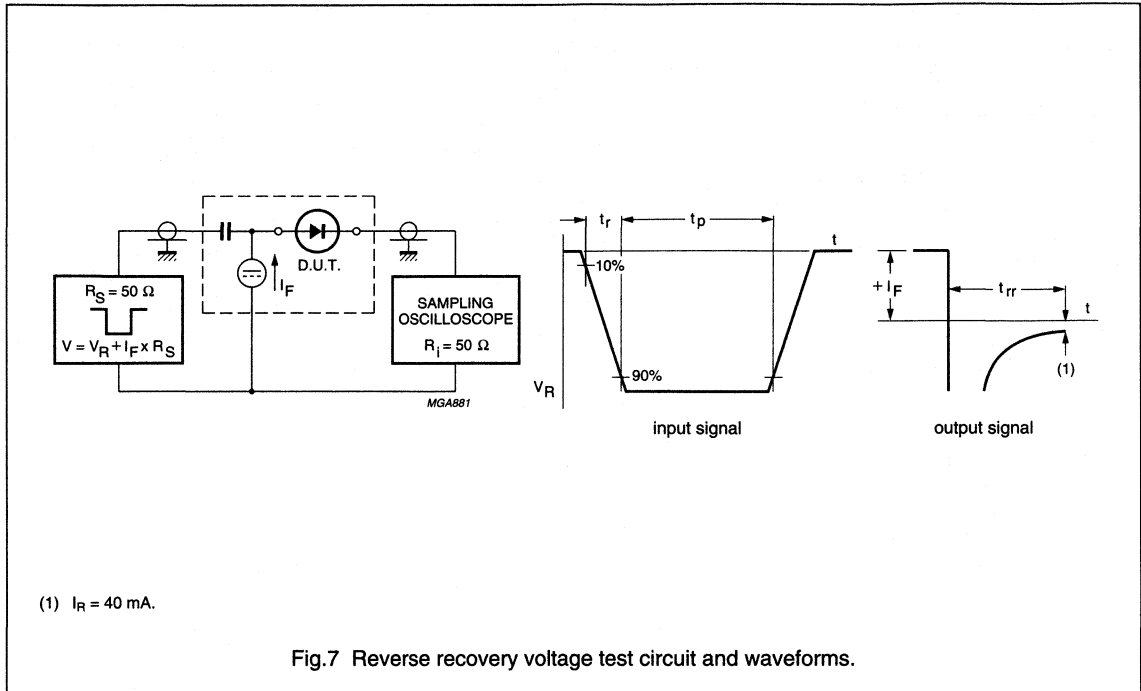 R_S = 50 Ω
V = V_R + I_F x R_S
I_F
D.U.T.
SAMPLING
OSCILLOSCOPE
R_i = 50 Ω
MGA881
t_r
t_p
t
10%
90%
V_R
input signal
+ I_F
t_rr
t
(1)
output signal
(1) I_R = 40 mA.
Fig.7 Reverse recovery voltage test circuit and waveforms.